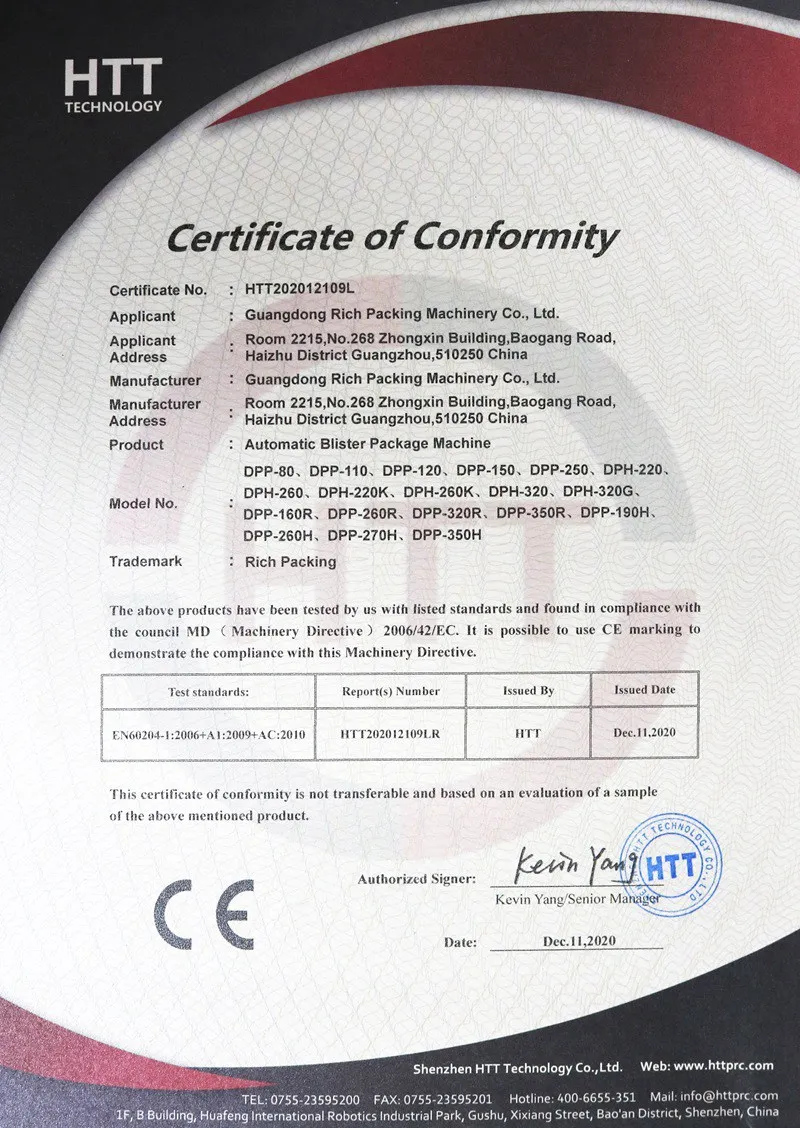 HTT
TECHNOLOGY
Certificate of Conformity
Certificate No. : HTT202012109L
Applicant : Guangdong Rich Packing Machinery Co., Ltd.
Applicant Address : Room 2215,No.268 Zhongxin Building,Baogang Road,
Haizhu District Guangzhou,510250 China
Manufacturer : Guangdong Rich Packing Machinery Co., Ltd.
Manufacturer Address : Room 2215,No.268 Zhongxin Building,Baogang Road,
Haizhu District Guangzhou,510250 China
Product : Automatic Blister Package Machine
Model No. : DPP-80、DPP-110、DPP-120、DPP-150、DPP-250、DPH-220、
DPH-260、DPH-220K、DPH-260K、DPH-320、DPH-320G、
DPP-160R、DPP-260R、DPP-320R、DPP-350R、DPP-190H、
DPP-260H、DPP-270H、DPP-350H
Trademark : Rich Packing
The above products have been tested by us with listed standards and found in compliance with
the council MD（Machinery Directive）2006/42/EC. It is possible to use CE marking to
demonstrate the compliance with this Machinery Directive.
Test standards: Report(s) Number Issued By Issued Date
EN60204-1:2006+A1:2009+AC:2010 HTT202012109LR HTT Dec.11,2020
This certificate of conformity is not transferable and based on an evaluation of a sample
of the above mentioned product.
Authorized Signer: Kevin Yang
Kevin Yang/Senior Manager
HTT
CE
Date: Dec.11,2020
Shenzhen HTT Technology Co.,Ltd. Web: www.httprc.com
TEL: 0755-23595200 FAX: 0755-23595201 Hotline: 400-6655-351 Mail: info@httprc.com
1F, B Building, Huafeng International Robotics Industrial Park, Gushu, Xixiang Street, Bao'an District, Shenzhen, China